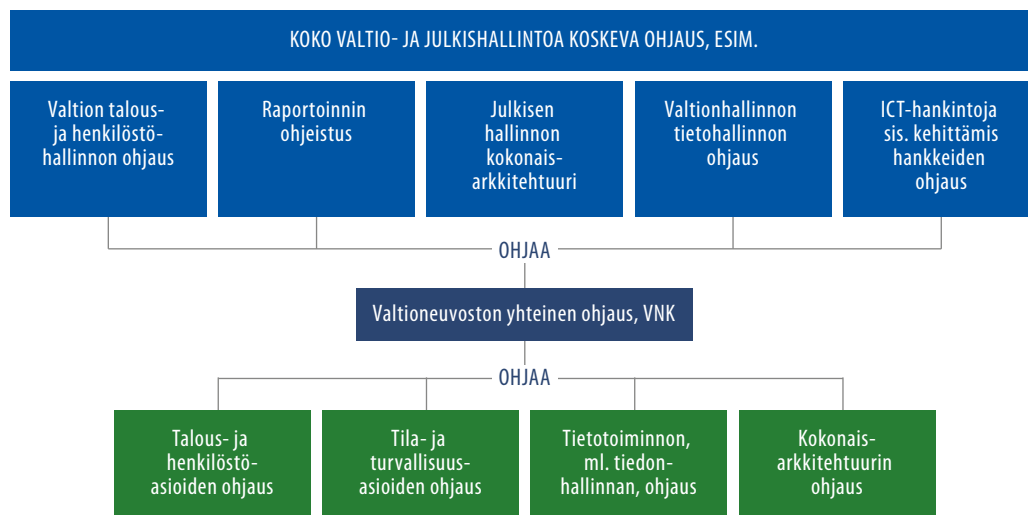 KOKO VALTIO- JA JULKISHALLINTOA KOSKEVA OHJAUS, ESIM.
Valtion talous-
ja henkilöstö-
hallinnon ohjaus
Raportoinnin
ohjeistus
Julkisen
hallinnon
kokonais-
arkkitehtuuri
Valtionhallinnon
tietohallinnon
ohjaus
ICT-hankintoja
sis. kehittämis
hankkeiden
ohjaus
OHJAA
Valtioneuvoston yhteinen ohjaus, VNK
OHJAA
Talous- ja
henkilöstö-
asioiden ohjaus
Tila- ja
turvallisuus-
asioiden ohjaus
Tietotoiminnon,
ml. tiedon-
hallinnan, ohjaus
Kokonais-
arkkitehtuurin
ohjaus